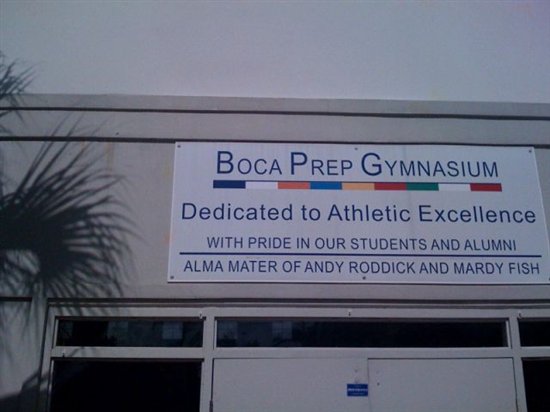 BOCA PREP GYMNASIUM
Dedicated to Athletic Excellence
WITH PRIDE IN OUR STUDENTS AND ALUMNI
ALMA MATER OF ANDY RODDICK AND MARDY FISH